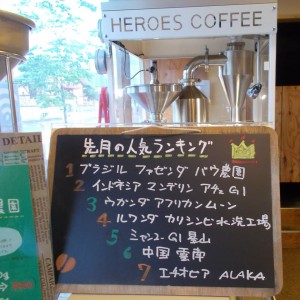 HEROES COFFEE
先月の人気ランキング
1 ブラジル ファゼンダ バウ農園
2 インドネシア マンデリン アチェ G1
3 ウガンダ アフリカンムーン
4 ルワンダ カリシンビ水洗工場
5 ミャンマー G1 星山
6 中国 雲南
7 エチオピア ALAKA
DETAIL
農園